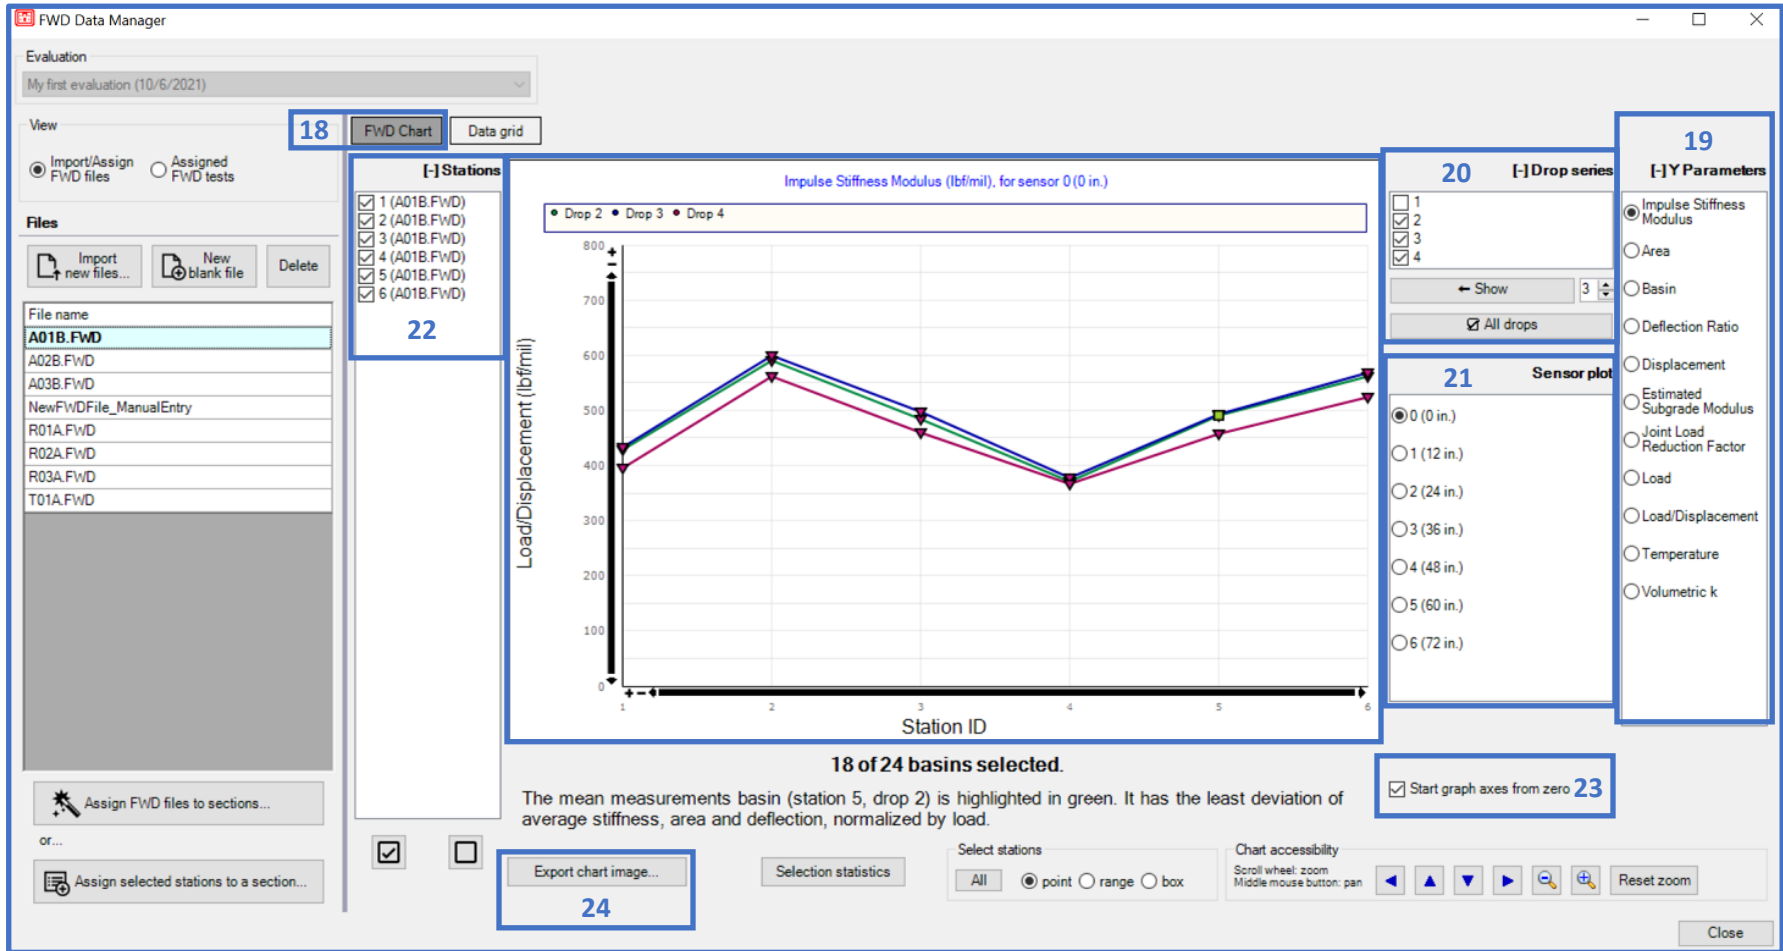 FWD Data Manager
Evaluation
My first evaluation (10/6/2021)
View
Import/Assign
FWD files
Assigned
FWD tests
Files
Import
new files...
New
blank file
Delete
File name
A01B.FWD
A02B.FWD
A03B.FWD
NewFWDFile_ManualEntry
R01A.FWD
R02A.FWD
R03A.FWD
T01A.FWD
Assign FWD files to sections...
or...
Assign selected stations to a section...
18
FWD Chart
Data grid
[-] Stations
1 (A01B.FWD)
2 (A01B.FWD)
3 (A01B.FWD)
4 (A01B.FWD)
5 (A01B.FWD)
6 (A01B.FWD)
22
Impulse Stiffness Modulus (lbf/mil), for sensor 0 (0 in.)
Drop 2 Drop 3 Drop 4
Load/Displacement (lbf/mil)
800
700
600
500
400
300
200
100
0
+
−
+ −
1 2 3 4 5 6
Station ID
20
[-] Drop series
1
2
3
4
Show
3
All drops
21
Sensor plot
0 (0 in.)
1 (12 in.)
2 (24 in.)
3 (36 in.)
4 (48 in.)
5 (60 in.)
6 (72 in.)
19
[-] Y Parameters
Impulse Stiffness
Modulus
Area
Basin
Deflection Ratio
Displacement
Estimated
Subgrade Modulus
Joint Load
Reduction Factor
Load
Load/Displacement
Temperature
Volumetric k
18 of 24 basins selected.
The mean measurements basin (station 5, drop 2) is highlighted in green. It has the least deviation of
average stiffness, area and deflection, normalized by load.
Start graph axes from zero
23
Export chart image...
24
Selection statistics
Select stations
All
point
range
box
Chart accessibility
Scroll wheel: zoom
Middle mouse button: pan
Reset zoom
Close